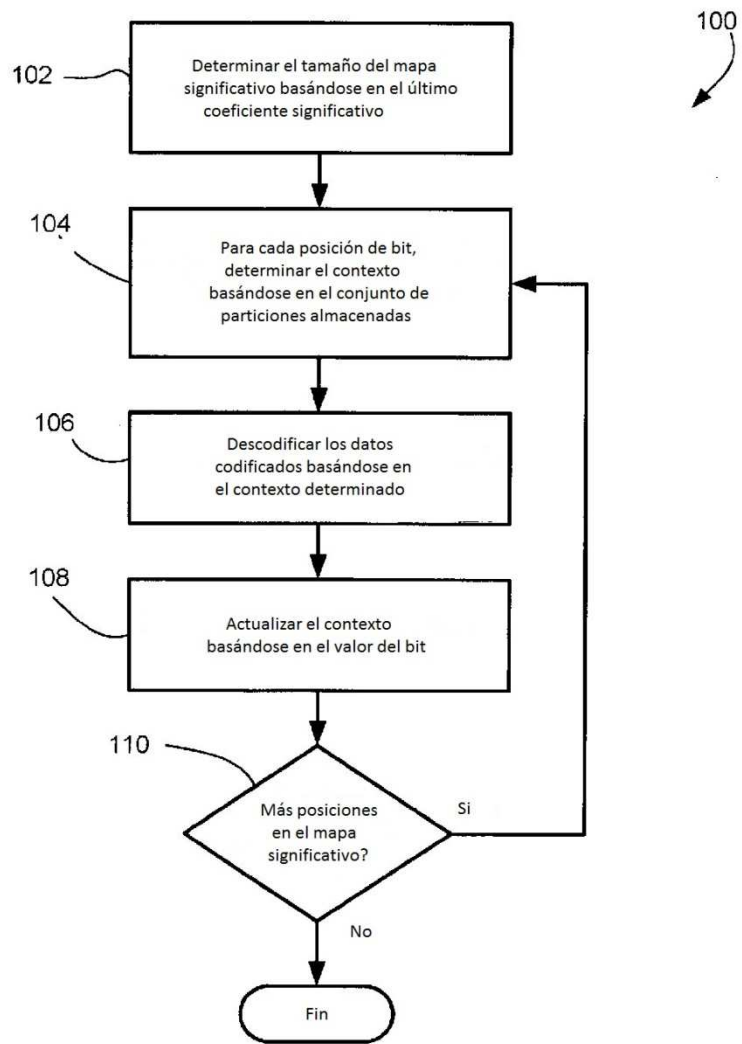 100
102
Determinar el tamaño del mapa
significativo basándose en el último
coeficiente significativo
104
Para cada posición de bit,
determinar el contexto
basándose en el conjunto de
particiones almacenadas
106
Descodificar los datos
codificados basándose en
el contexto determinado
108
Actualizar el contexto
basándose en el valor del bit
110
Más posiciones
en el mapa
significativo?
Si
No
Fin